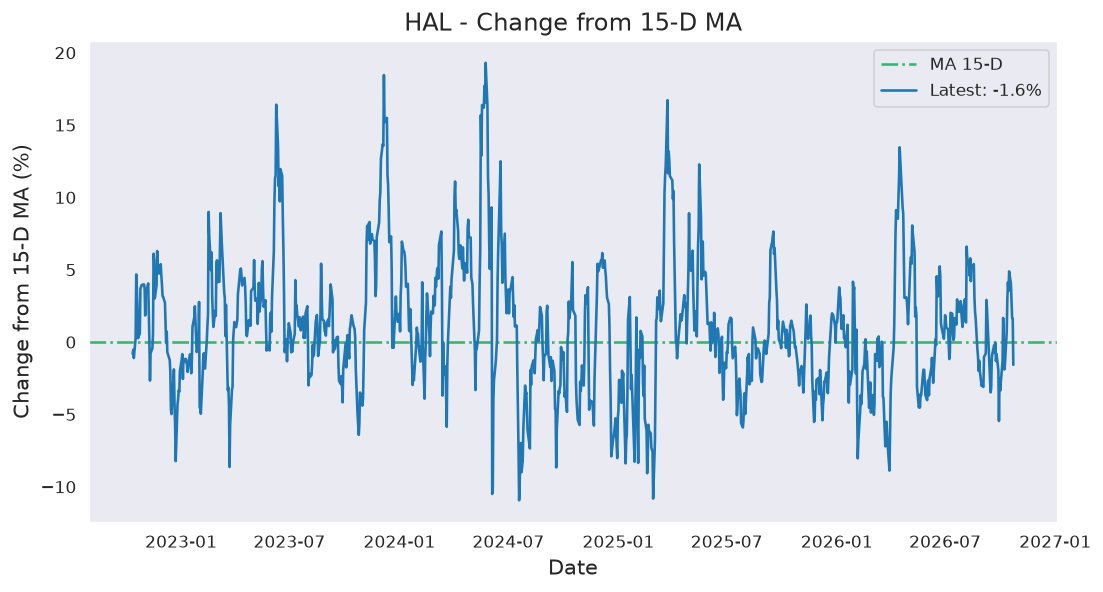 HAL - Change from 15-D MA
Change from 15-D MA (%)
20
15
10
5
0
−5
−10
MA 15-D
Latest: -1.6%
2023-01 2023-07 2024-01 2024-07 2025-01 2025-07 2026-01 2026-07 2027-01
Date